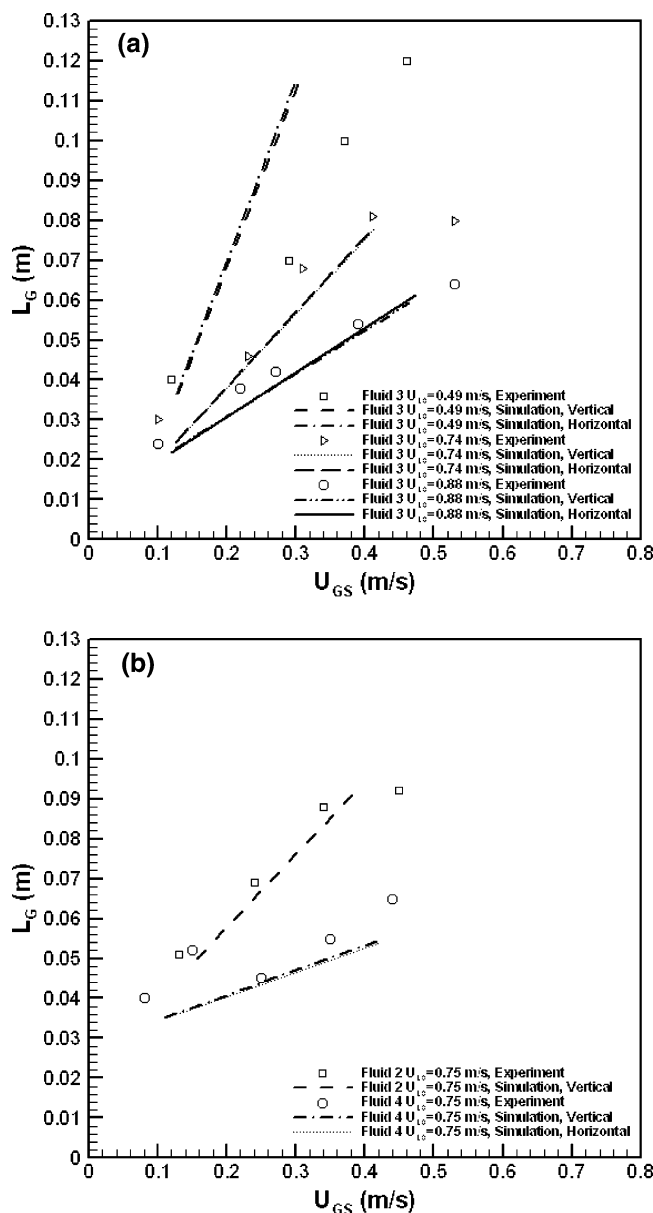 (a)
0.13
0.12
0.11
0.1
0.09
0.08
0.07
0.06
0.05
0.04
0.03
0.02
0.01
0
L_G (m)
Fluid 3 U_LS=0.49 m/s, Experiment
Fluid 3 U_LS=0.49 m/s, Simulation, Vertical
Fluid 3 U_LS=0.49 m/s, Simulation, Horizontal
Fluid 3 U_LS=0.74 m/s, Experiment
Fluid 3 U_LS=0.74 m/s, Simulation, Vertical
Fluid 3 U_LS=0.74 m/s, Simulation, Horizontal
Fluid 3 U_LS=0.88 m/s, Experiment
Fluid 3 U_LS=0.88 m/s, Simulation, Vertical
Fluid 3 U_LS=0.88 m/s, Simulation, Horizontal
0 0.1 0.2 0.3 0.4 0.5 0.6 0.7 0.8
U_GS (m/s)
(b)
0.13
0.12
0.11
0.1
0.09
0.08
0.07
0.06
0.05
0.04
0.03
0.02
0.01
0
L_G (m)
Fluid 2 U_LS=0.75 m/s, Experiment
Fluid 2 U_LS=0.75 m/s, Simulation, Vertical
Fluid 4 U_LS=0.75 m/s, Experiment
Fluid 4 U_LS=0.75 m/s, Simulation, Vertical
Fluid 4 U_LS=0.75 m/s, Simulation, Horizontal
0 0.1 0.2 0.3 0.4 0.5 0.6 0.7 0.8
U_GS (m/s)